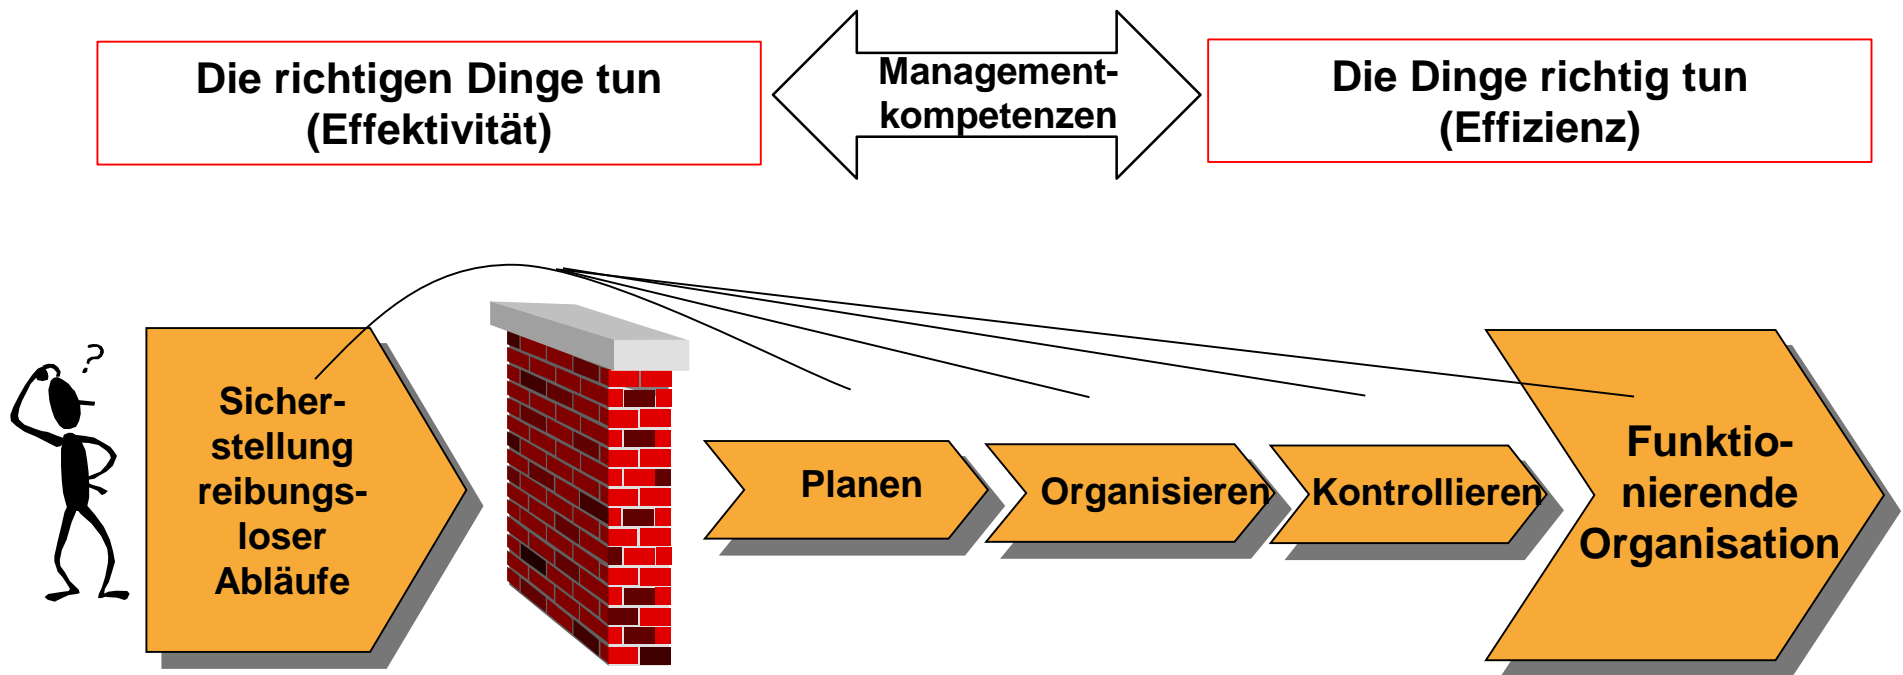 Die richtigen Dinge tun
(Effektivität)
Management-
kompetenzen
Die Dinge richtig tun
(Effizienz)
?
Sicher-
stellung
reibungs-
loser
Abläufe
Planen
Organisieren
Kontrollieren
Funktio-
nierende
Organisation